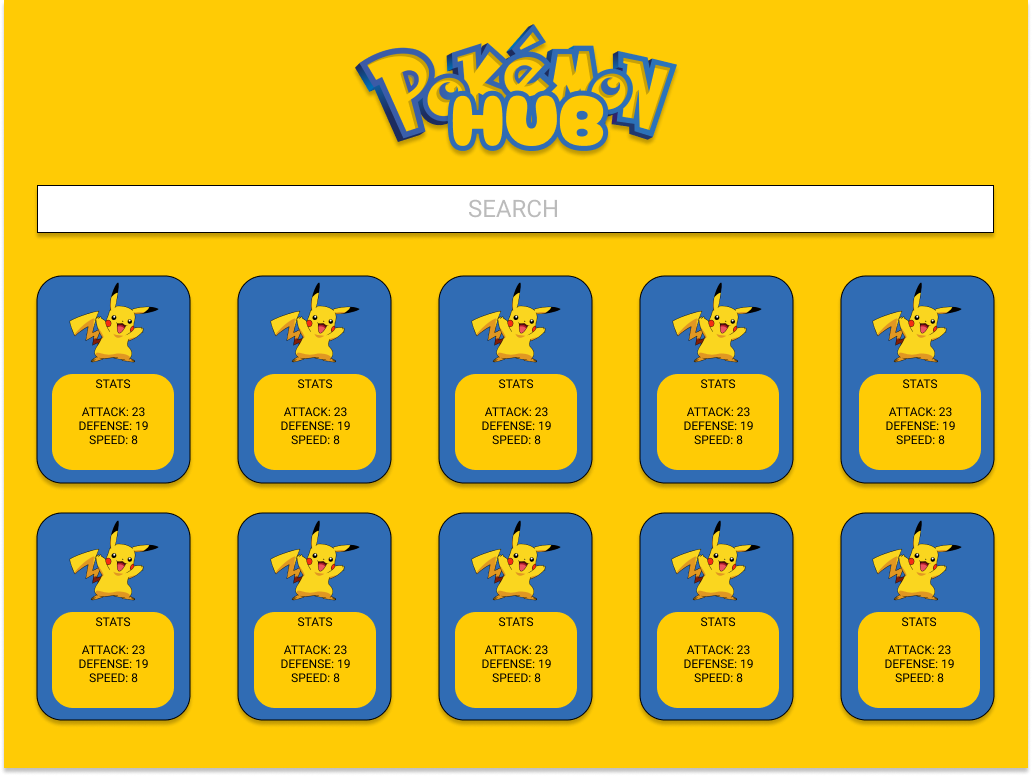 POKéMON
HUB
SEARCH
STATS
ATTACK: 23
DEFENSE: 19
SPEED: 8
STATS
ATTACK: 23
DEFENSE: 19
SPEED: 8
STATS
ATTACK: 23
DEFENSE: 19
SPEED: 8
STATS
ATTACK: 23
DEFENSE: 19
SPEED: 8
STATS
ATTACK: 23
DEFENSE: 19
SPEED: 8
STATS
ATTACK: 23
DEFENSE: 19
SPEED: 8
STATS
ATTACK: 23
DEFENSE: 19
SPEED: 8
STATS
ATTACK: 23
DEFENSE: 19
SPEED: 8
STATS
ATTACK: 23
DEFENSE: 19
SPEED: 8
STATS
ATTACK: 23
DEFENSE: 19
SPEED: 8